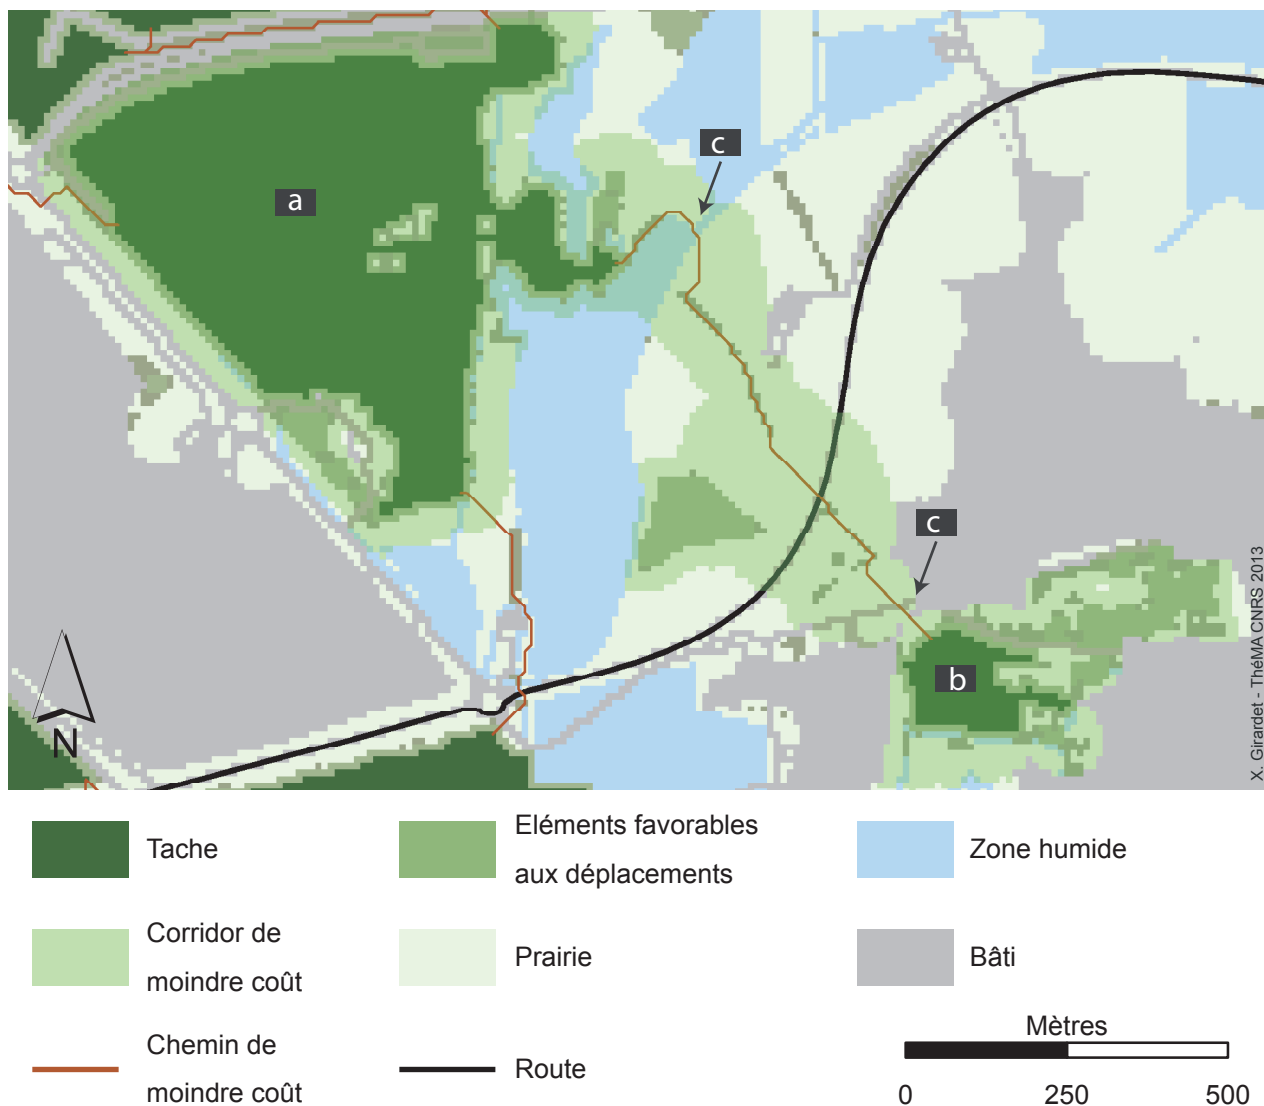 c
a
c
b
N
X. Girardet - ThéMA CNRS 2013
Tache
Eléments favorables
aux déplacements
Zone humide
Corridor de
moindre coût
Prairie
Bâti
Chemin de
moindre coût
Route
Mètres
0 250 500